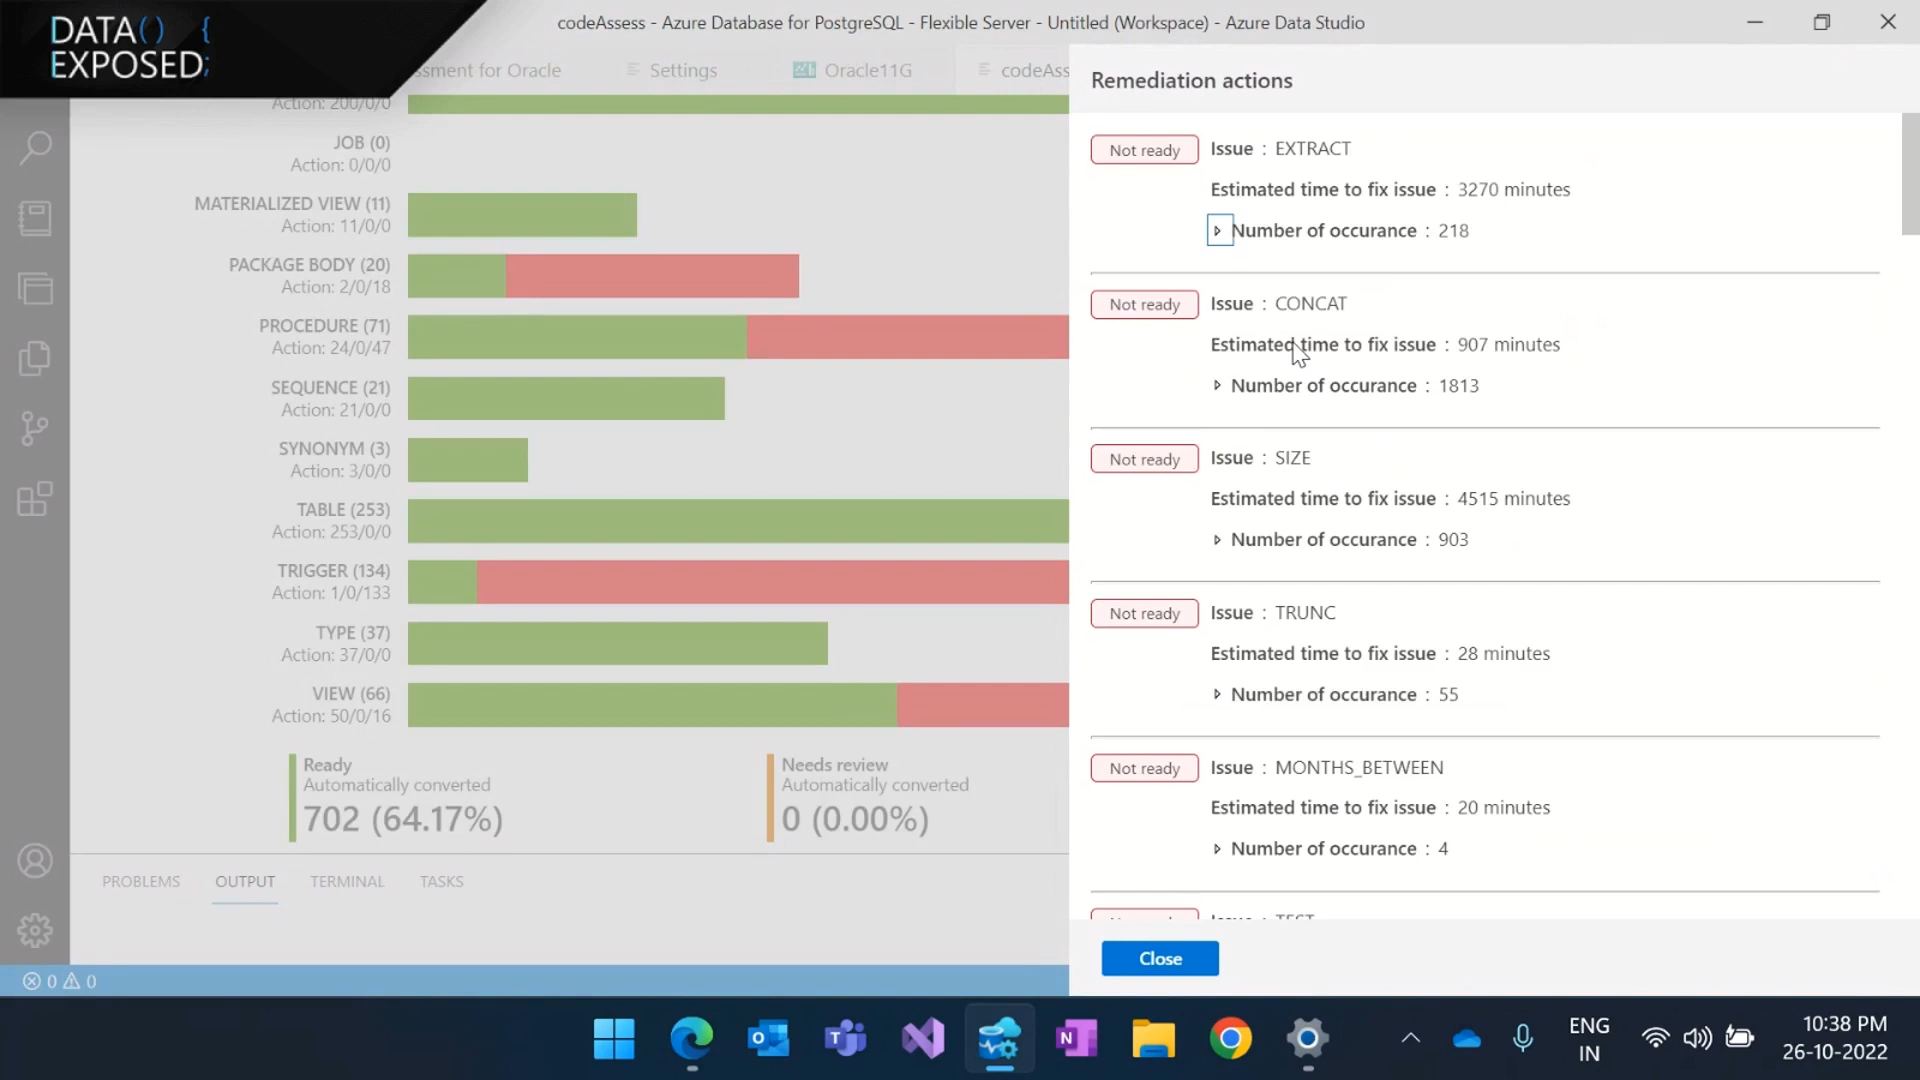 DATA() {
EXPOSED;
codeAssess - Azure Database for PostgreSQL - Flexible Server - Untitled (Workspace) - Azure Data Studio
ssment for Oracle
Settings
Oracle11G
codeAss
Action: 200/0/0
JOB (0)
Action: 0/0/0
MATERIALIZED VIEW (11)
Action: 11/0/0
PACKAGE BODY (20)
Action: 2/0/18
PROCEDURE (71)
Action: 24/0/47
SEQUENCE (21)
Action: 21/0/0
SYNONYM (3)
Action: 3/0/0
TABLE (253)
Action: 253/0/0
TRIGGER (134)
Action: 1/0/133
TYPE (37)
Action: 37/0/0
VIEW (66)
Action: 50/0/16
Ready
Automatically converted
702 (64.17%)
Needs review
Automatically converted
0 (0.00%)
PROBLEMS
OUTPUT
TERMINAL
TASKS
0 0
Remediation actions
Not ready Issue : EXTRACT
Estimated time to fix issue : 3270 minutes
Number of occurance : 218
Not ready Issue : CONCAT
Estimated time to fix issue : 907 minutes
Number of occurance : 1813
Not ready Issue : SIZE
Estimated time to fix issue : 4515 minutes
Number of occurance : 903
Not ready Issue : TRUNC
Estimated time to fix issue : 28 minutes
Number of occurance : 55
Not ready Issue : MONTHS_BETWEEN
Estimated time to fix issue : 20 minutes
Number of occurance : 4
Close
ENG
IN
10:38 PM
26-10-2022